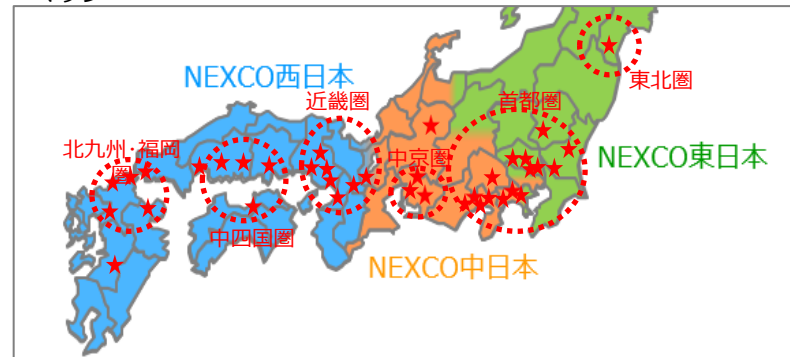 NEXCO西日本
近畿圏
首都圏
東北圏
北九州・福岡
圏
中京圏
NEXCO東日本
中四国圏
NEXCO中日本